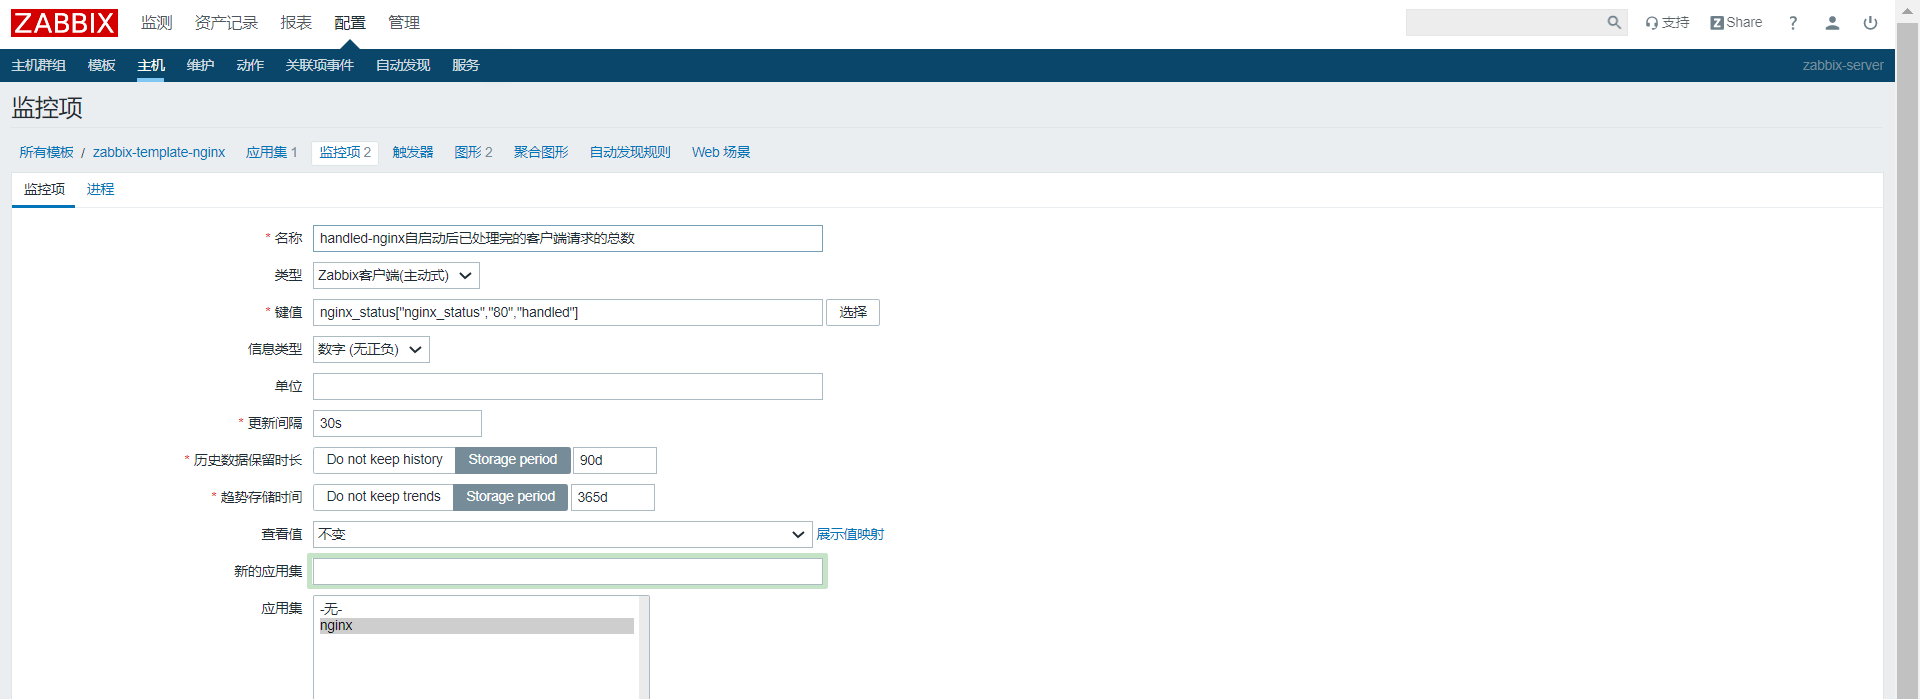 ZABBIX 监测 资产记录 报表 配置 管理 支持 Z Share ?
主机群组 模板 主机 维护 动作 关联项事件 自动发现 服务 zabbix-server
监控项
所有模板 / zabbix-template-nginx 应用集 1 监控项 2 触发器 图形 2 聚合图形 自动发现规则 Web 场景
监控项 进程
* 名称 handled-nginx自启动后已处理完的客户端请求的总数
类型 Zabbix客户端(主动式)
* 键值 nginx_status["nginx_status","80","handled"] 选择
信息类型 数字 (无正负)
单位
* 更新间隔 30s
* 历史数据保留时长 Do not keep history Storage period 90d
* 趋势存储时间 Do not keep trends Storage period 365d
查看值 不变 展示值映射
新的应用集
应用集 -无-
nginx